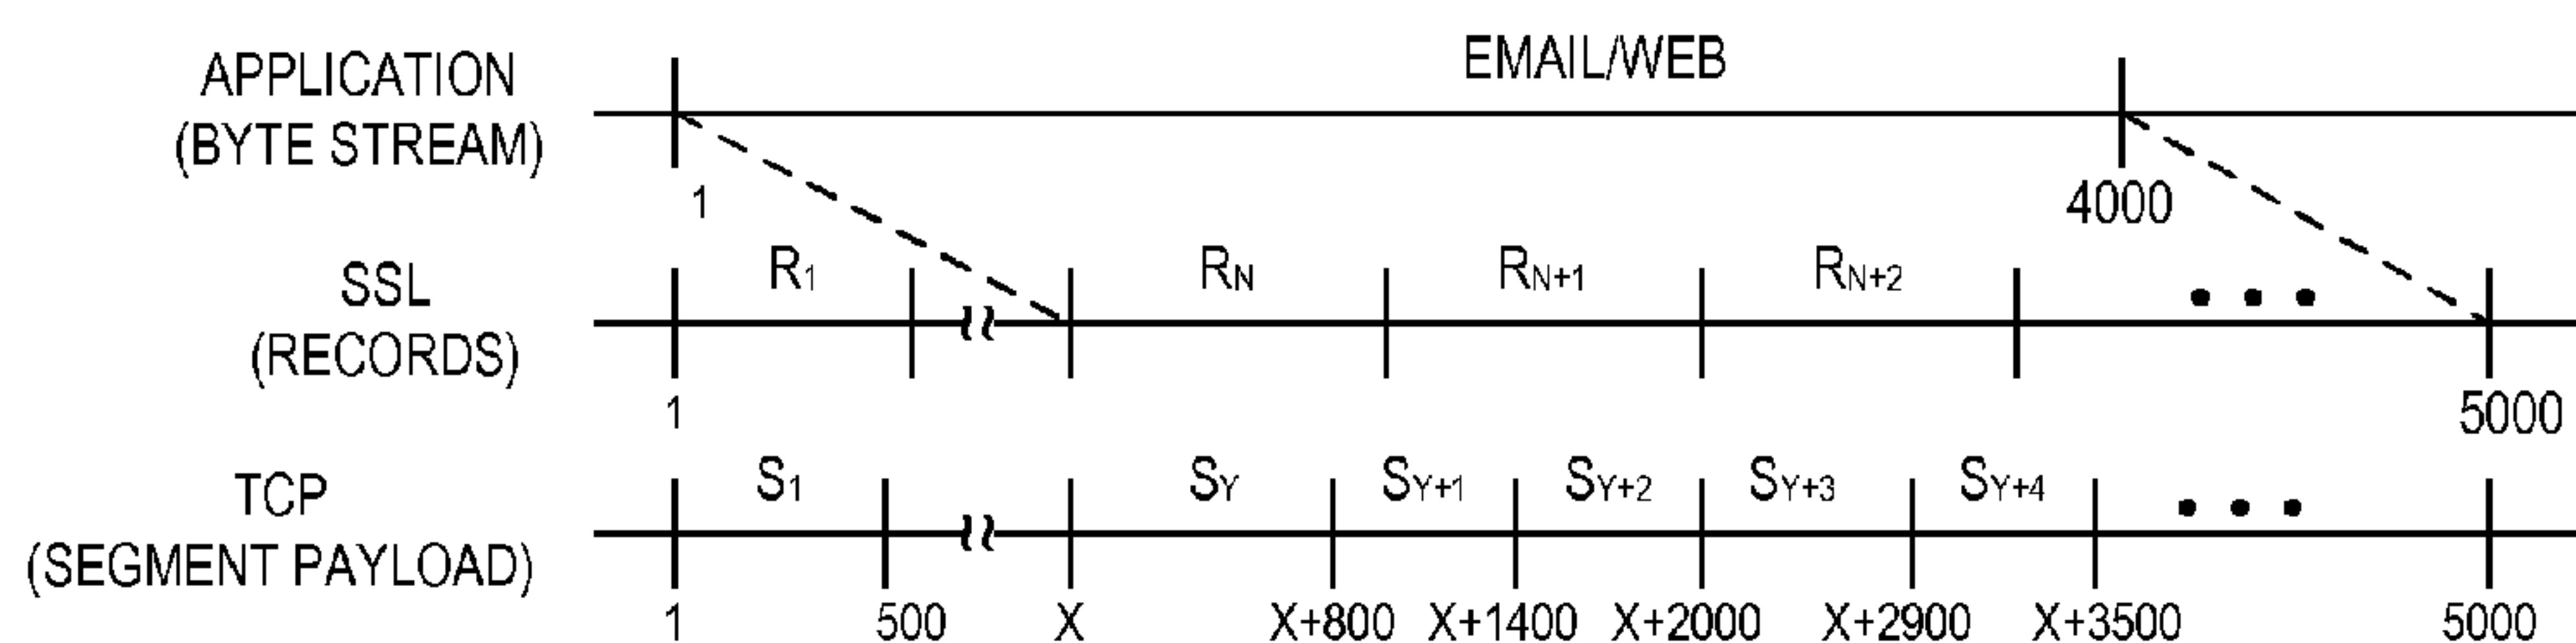 EMAIL/WEB
APPLICATION
(BYTE STREAM)
1 4000
R1 RN RN+1 RN+2
SSL
(RECORDS)
1 5000
S1 SY SY+1 SY+2 SY+3 SY+4
TCP
(SEGMENT PAYLOAD)
1 500 X X+800 X+1400 X+2000 X+2900 X+3500 5000